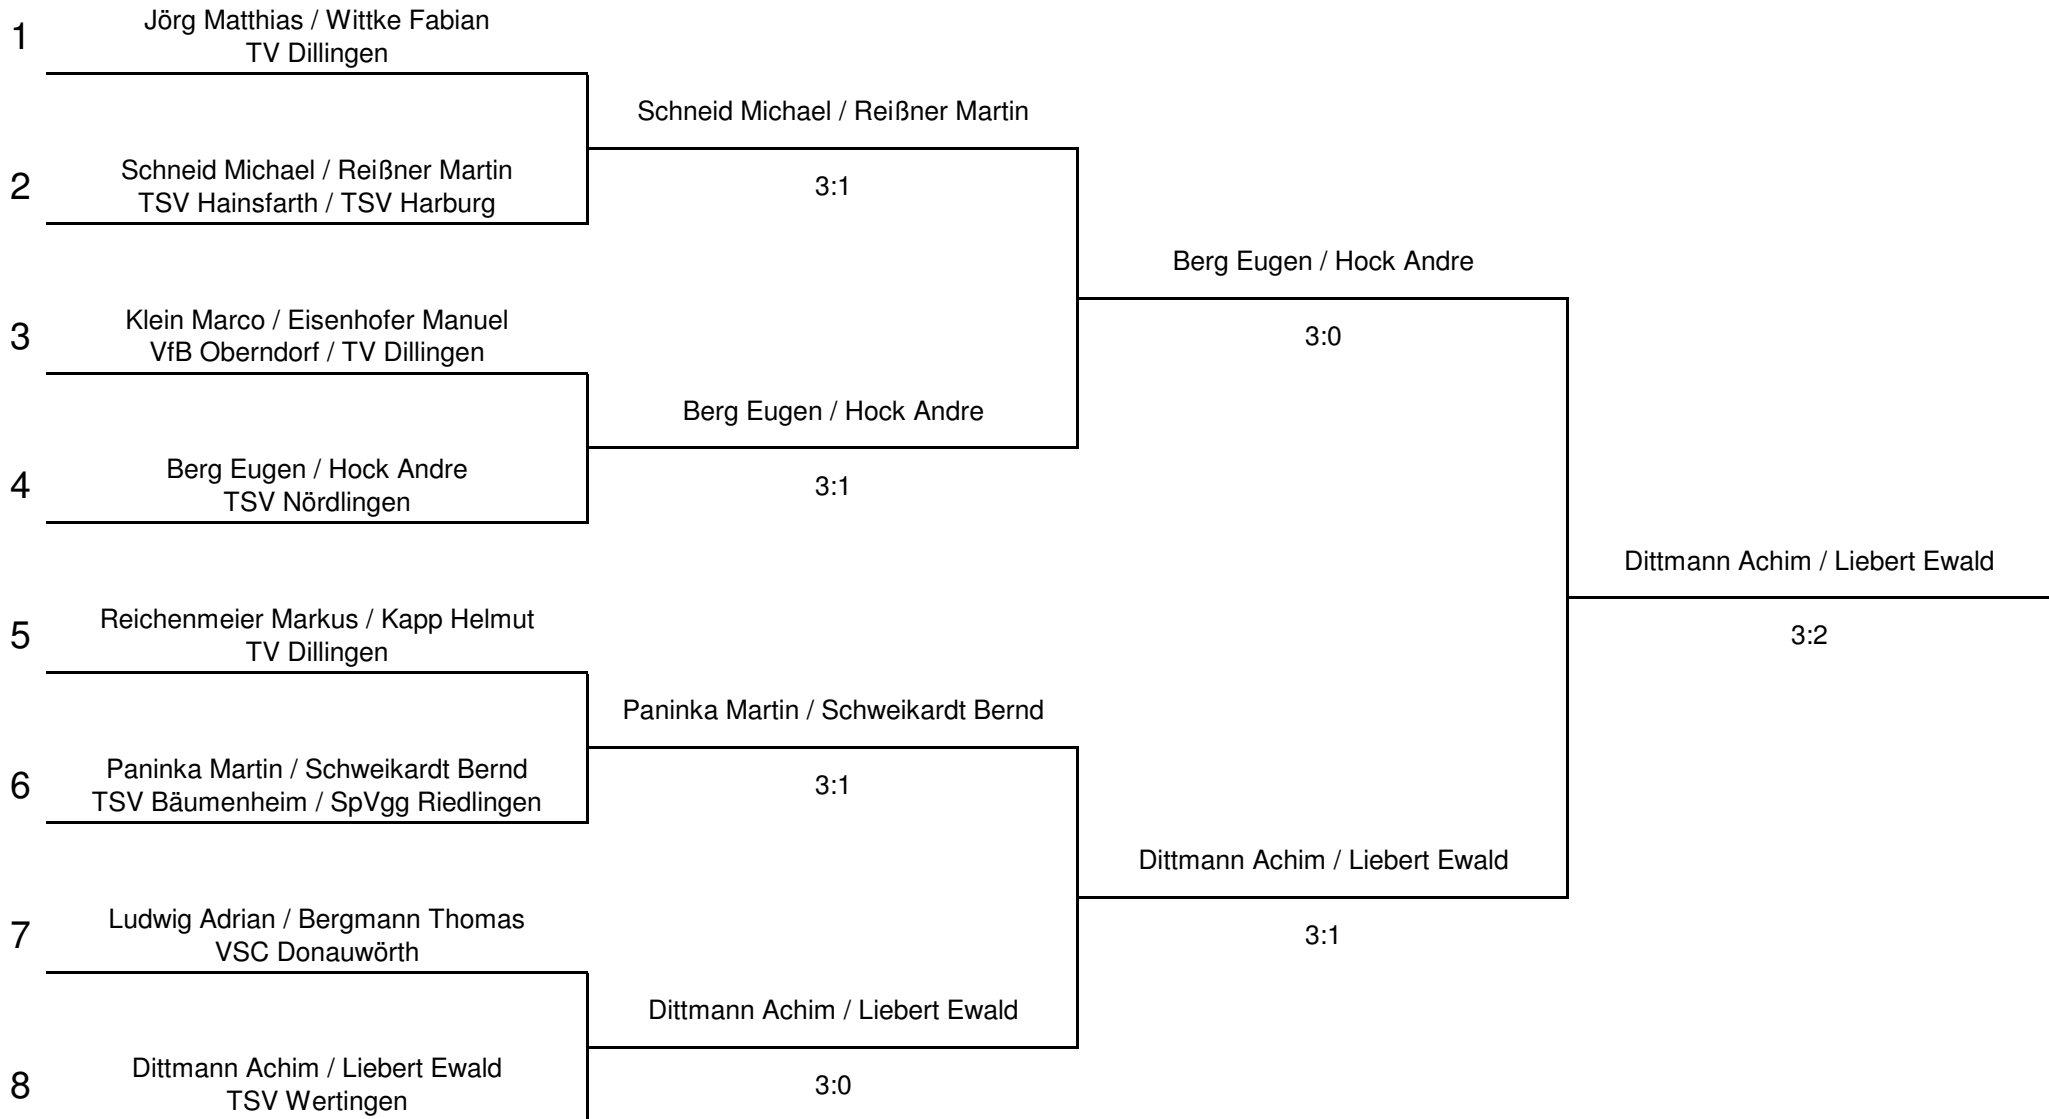 1
Jörg Matthias / Wittke Fabian
TV Dillingen
Schneid Michael / Reißner Martin
2
Schneid Michael / Reißner Martin
TSV Hainsfarth / TSV Harburg
3:1
Berg Eugen / Hock Andre
3
Klein Marco / Eisenhofer Manuel
VfB Oberndorf / TV Dillingen
3:0
Berg Eugen / Hock Andre
4
Berg Eugen / Hock Andre
TSV Nördlingen
3:1
Dittmann Achim / Liebert Ewald
5
Reichenmeier Markus / Kapp Helmut
TV Dillingen
3:2
Paninka Martin / Schweikardt Bernd
6
Paninka Martin / Schweikardt Bernd
TSV Bäumenheim / SpVgg Riedlingen
3:1
Dittmann Achim / Liebert Ewald
7
Ludwig Adrian / Bergmann Thomas
VSC Donauwörth
3:1
Dittmann Achim / Liebert Ewald
8
Dittmann Achim / Liebert Ewald
TSV Wertingen
3:0